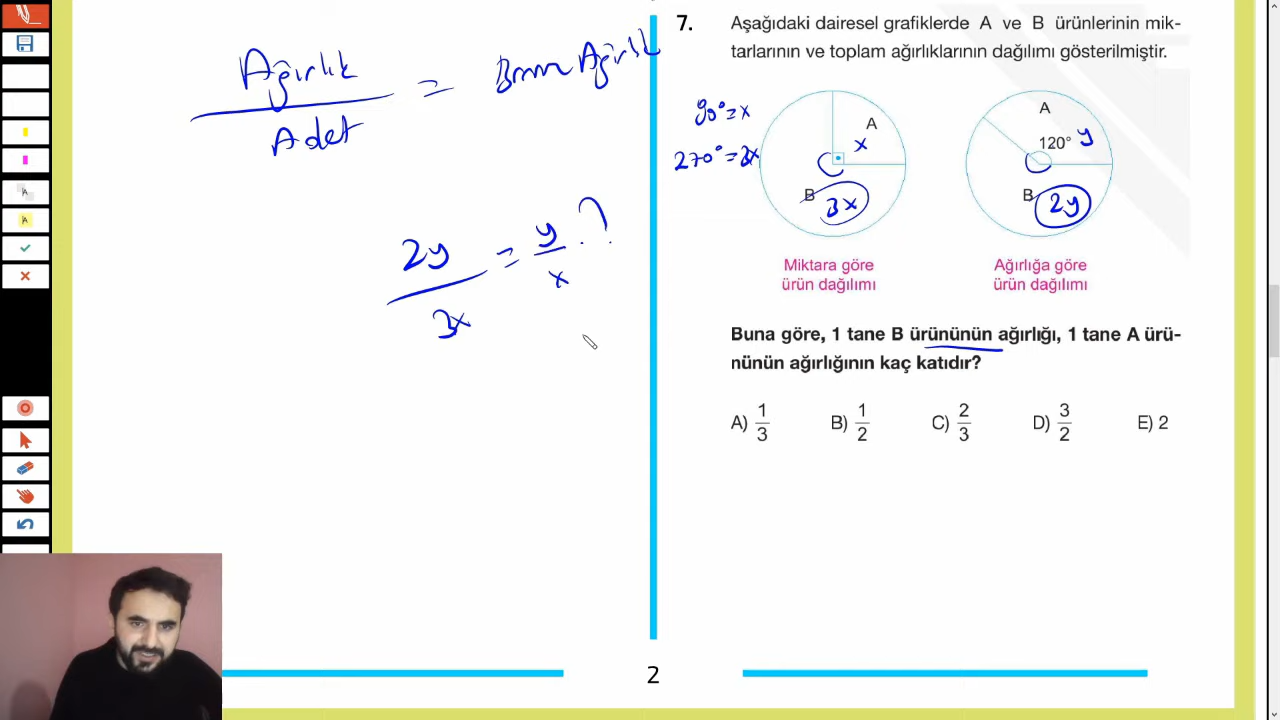 Ağırlık
Adet
= Birim Ağırlık
2y
3x
= y
x
. ?
7. Aşağıdaki dairesel grafiklerde A ve B ürünlerinin mik-
tarlarının ve toplam ağırlıklarının dağılımı gösterilmiştir.
90° = x
270° = 3x
A
x
B
3x
A
120° y
B
2y
Miktara göre
ürün dağılımı
Ağırlığa göre
ürün dağılımı
Buna göre, 1 tane B ürününün ağırlığı, 1 tane A ürü-
nünün ağırlığının kaç katıdır?
A) 1/3 B) 1/2 C) 2/3 D) 3/2 E) 2
2